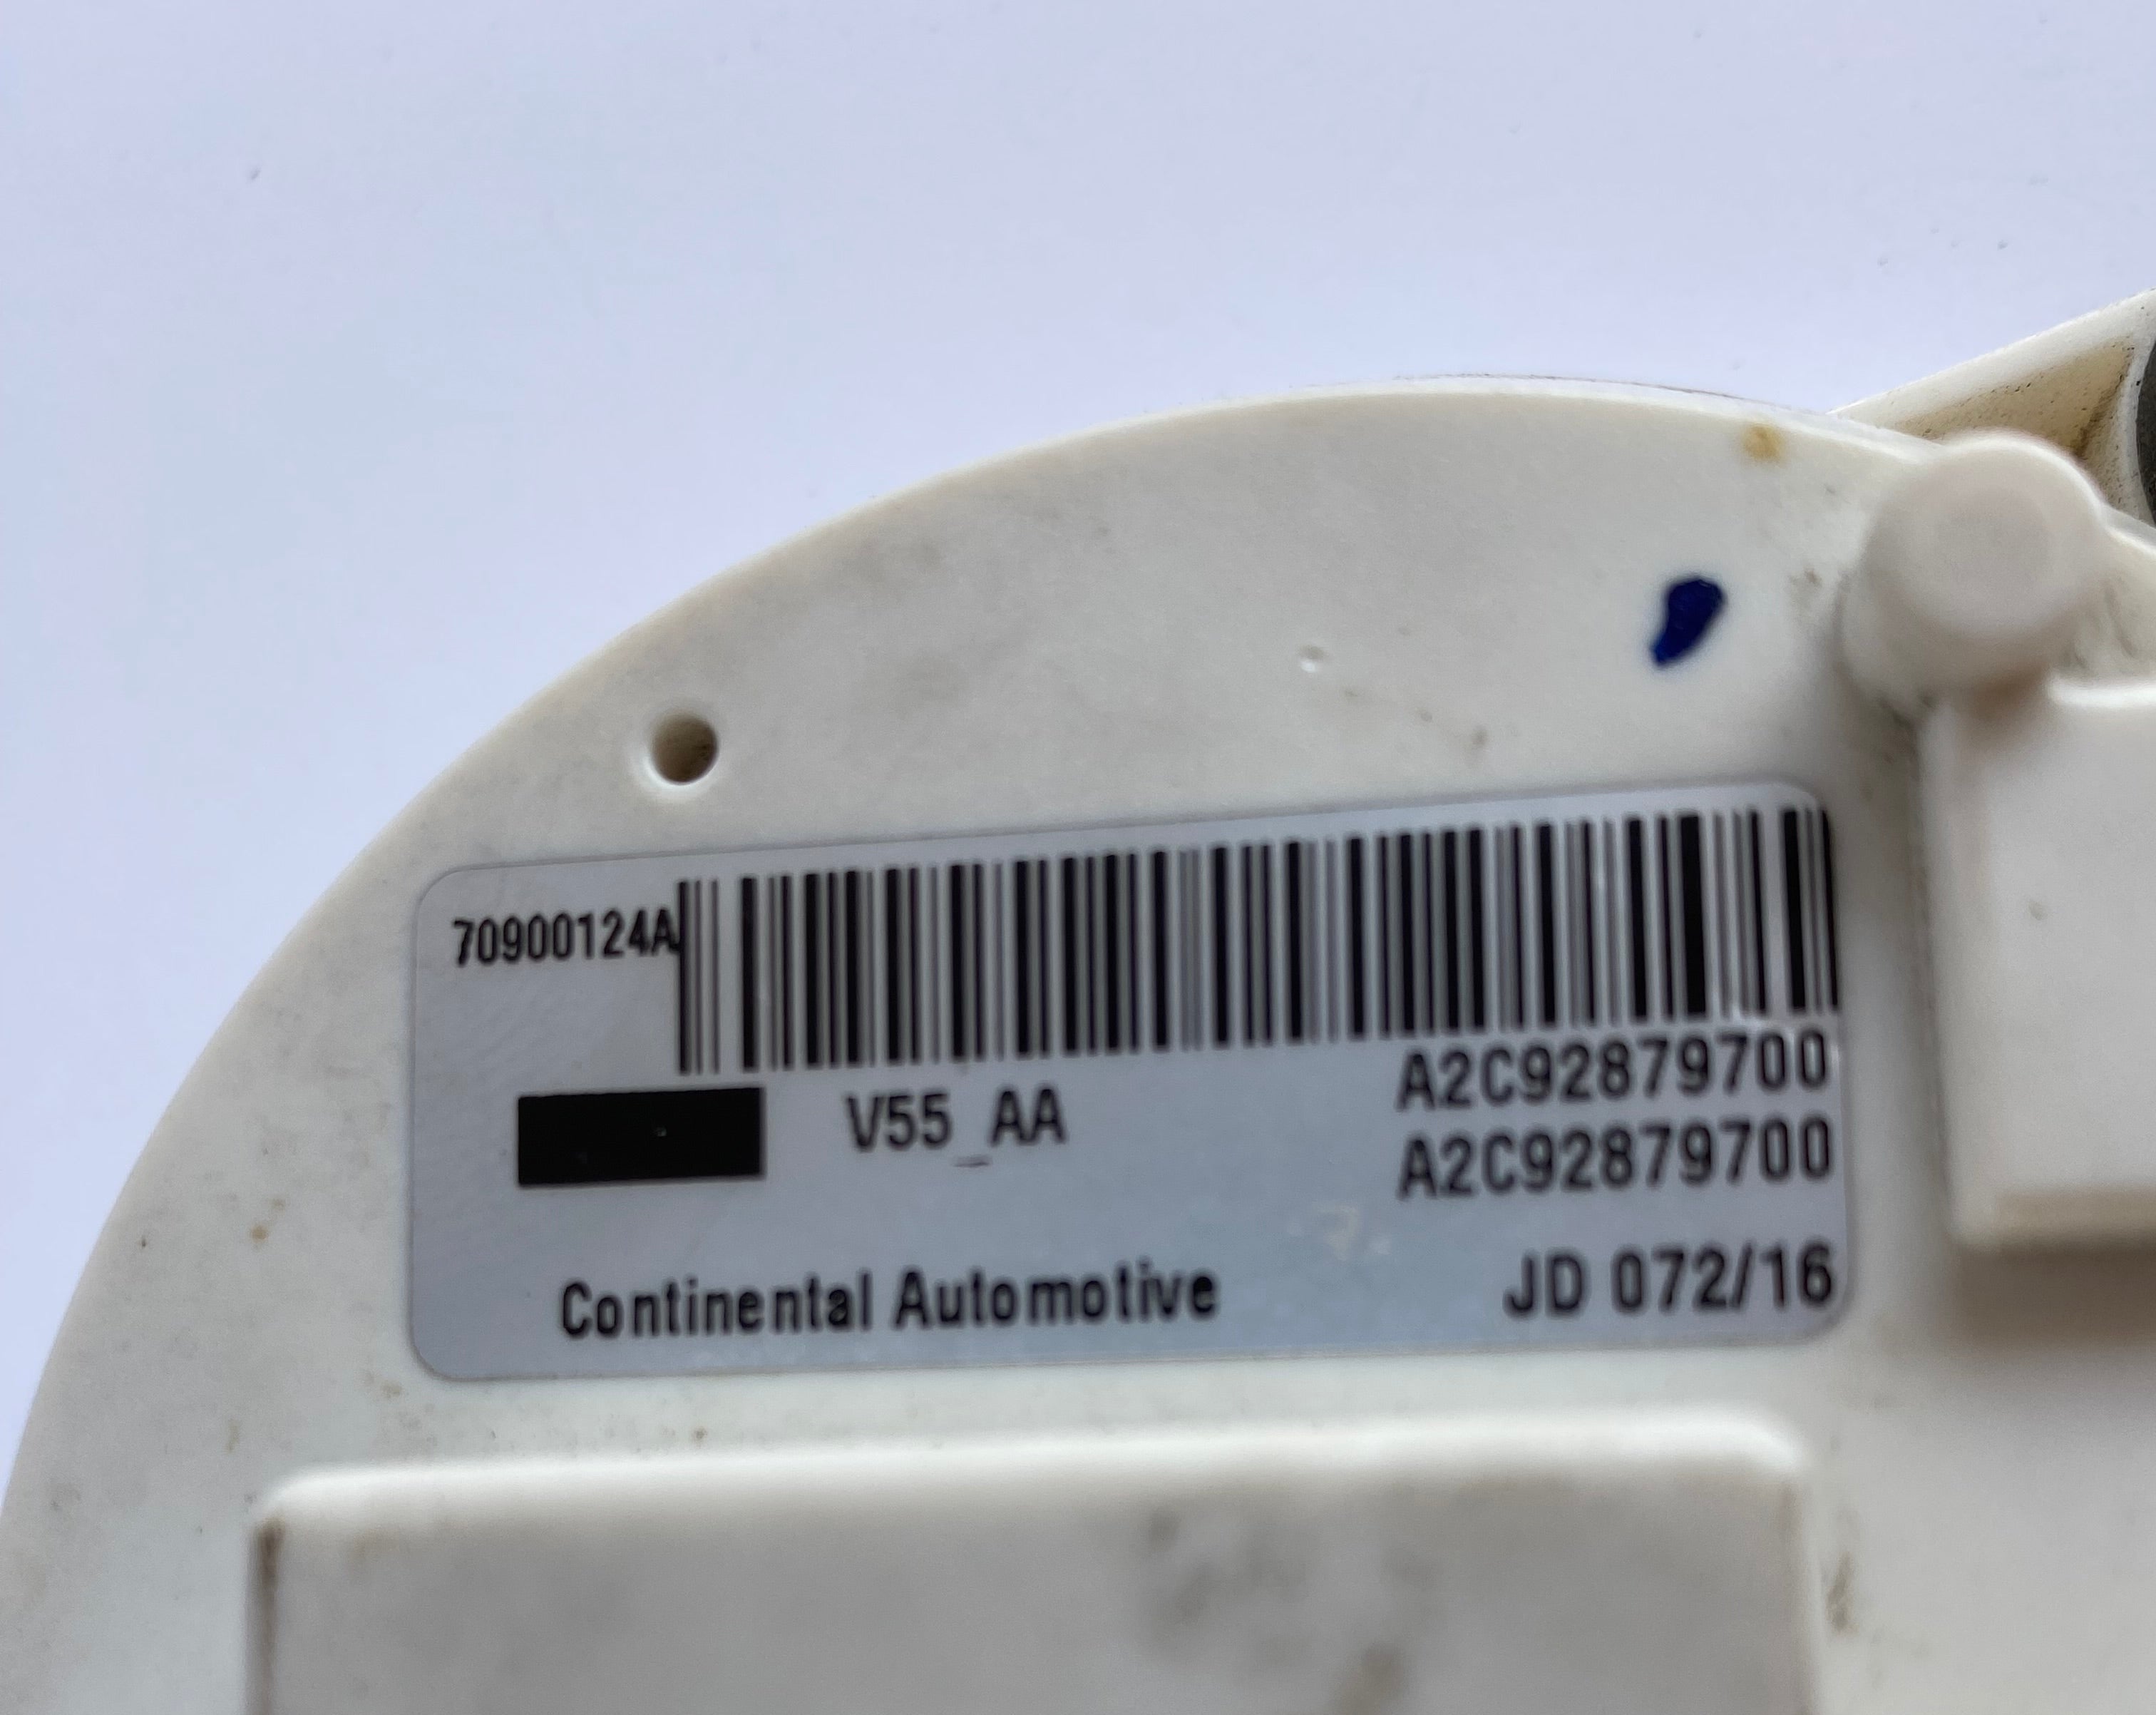 70900124A
V55_AA
A2C92879700
A2C92879700
Continental Automotive
JD 072/16